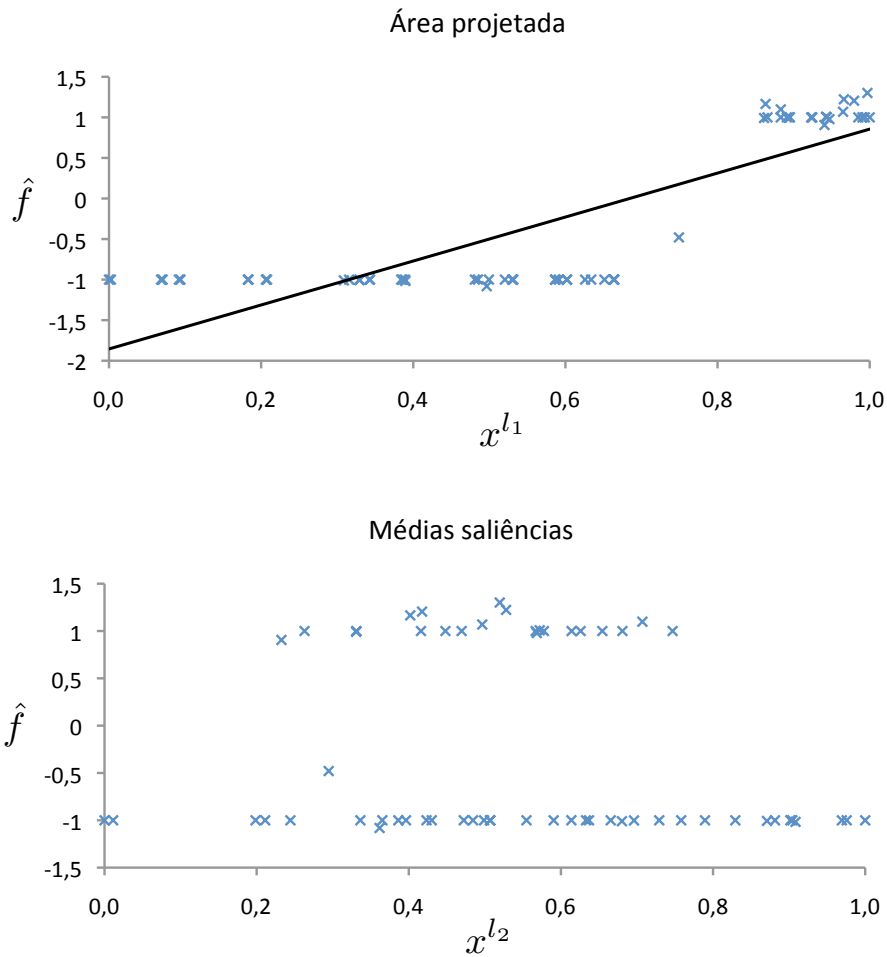 Área projetada
1,5
1
0,5
0
-0,5
-1
-1,5
-2
f̂
0,0 0,2 0,4 0,6 0,8 1,0
x^{l_1}
Médias saliências
1,5
1
0,5
0
-0,5
-1
-1,5
f̂
0,0 0,2 0,4 0,6 0,8 1,0
x^{l_2}